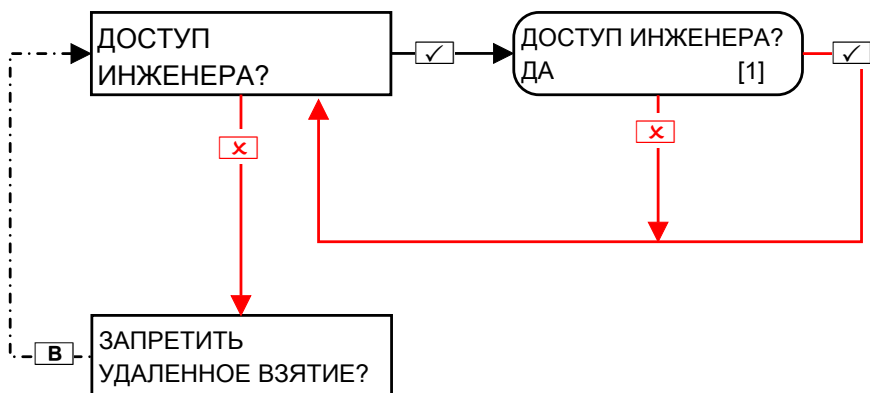 ДОСТУП
ИНЖЕНЕРА?
✓
ДОСТУП ИНЖЕНЕРА?
ДА [1]
✓
x
x
ЗАПРЕТИТЬ
УДАЛЕННОЕ ВЗЯТИЕ?
B